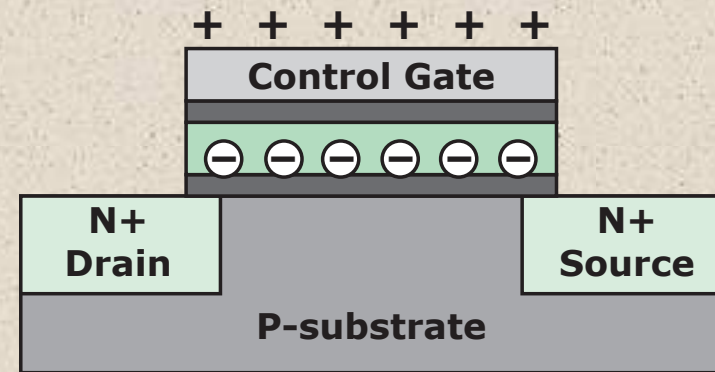 + + + + + +
Control Gate
− − − − − −
N+
Drain
N+
Source
P-substrate